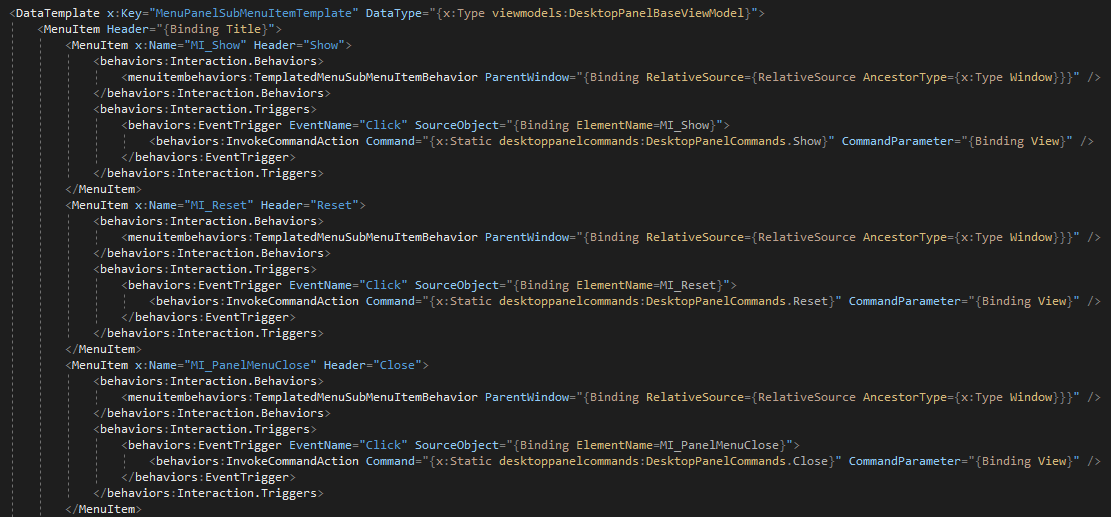 <DataTemplate x:Key="MenuPanelSubMenuItemTemplate" DataType="{x:Type viewmodels:DesktopPanelBaseViewModel}">
<MenuItem Header="{Binding Title}">
<MenuItem x:Name="MI_Show" Header="Show">
<behaviors:Interaction.Behaviors>
<menuitembehaviors:TemplatedMenuSubMenuItemBehavior ParentWindow="{Binding RelativeSource={RelativeSource AncestorType={x:Type Window}}}" />
</behaviors:Interaction.Behaviors>
<behaviors:Interaction.Triggers>
<behaviors:EventTrigger EventName="Click" SourceObject="{Binding ElementName=MI_Show}">
<behaviors:InvokeCommandAction Command="{x:Static desktoppanelcommands:DesktopPanelCommands.Show}" CommandParameter="{Binding View}" />
</behaviors:EventTrigger>
</behaviors:Interaction.Triggers>
</MenuItem>
<MenuItem x:Name="MI_Reset" Header="Reset">
<behaviors:Interaction.Behaviors>
<menuitembehaviors:TemplatedMenuSubMenuItemBehavior ParentWindow="{Binding RelativeSource={RelativeSource AncestorType={x:Type Window}}}" />
</behaviors:Interaction.Behaviors>
<behaviors:Interaction.Triggers>
<behaviors:EventTrigger EventName="Click" SourceObject="{Binding ElementName=MI_Reset}">
<behaviors:InvokeCommandAction Command="{x:Static desktoppanelcommands:DesktopPanelCommands.Reset}" CommandParameter="{Binding View}" />
</behaviors:EventTrigger>
</behaviors:Interaction.Triggers>
</MenuItem>
<MenuItem x:Name="MI_PanelMenuClose" Header="Close">
<behaviors:Interaction.Behaviors>
<menuitembehaviors:TemplatedMenuSubMenuItemBehavior ParentWindow="{Binding RelativeSource={RelativeSource AncestorType={x:Type Window}}}" />
</behaviors:Interaction.Behaviors>
<behaviors:Interaction.Triggers>
<behaviors:EventTrigger EventName="Click" SourceObject="{Binding ElementName=MI_PanelMenuClose}">
<behaviors:InvokeCommandAction Command="{x:Static desktoppanelcommands:DesktopPanelCommands.Close}" CommandParameter="{Binding View}" />
</behaviors:EventTrigger>
</behaviors:Interaction.Triggers>
</MenuItem>